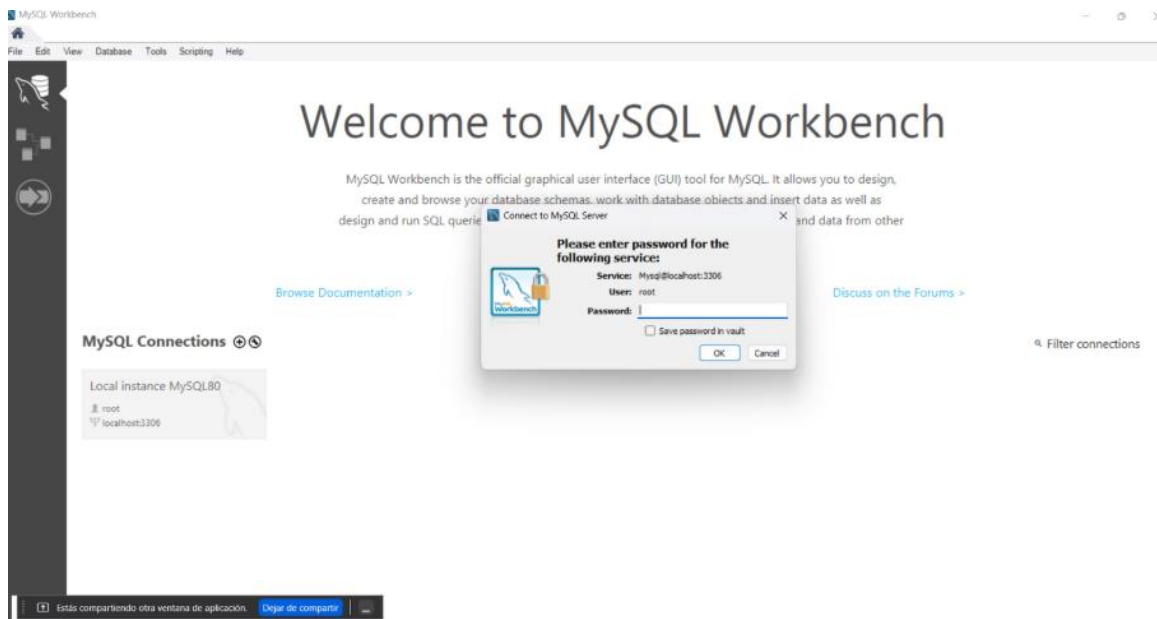 MySQL Workbench
File Edit View Database Tools Scripting Help
Welcome to MySQL Workbench
MySQL Workbench is the official graphical user interface (GUI) tool for MySQL. It allows you to design,
create and browse your database schemas, work with database objects and insert data as well as
design and run SQL querie
and data from other
Connect to MySQL Server
Please enter password for the
following service:
Service: Mysql@localhost:3306
User: root
Password:
Save password in vault
OK Cancel
MySQL
Workbench
Browse Documentation >
Discuss on the Forums >
MySQL Connections
Filter connections
Local instance MySQL80
root
localhost:3306
Estás compartiendo otra ventana de aplicación. Dejar de compartir